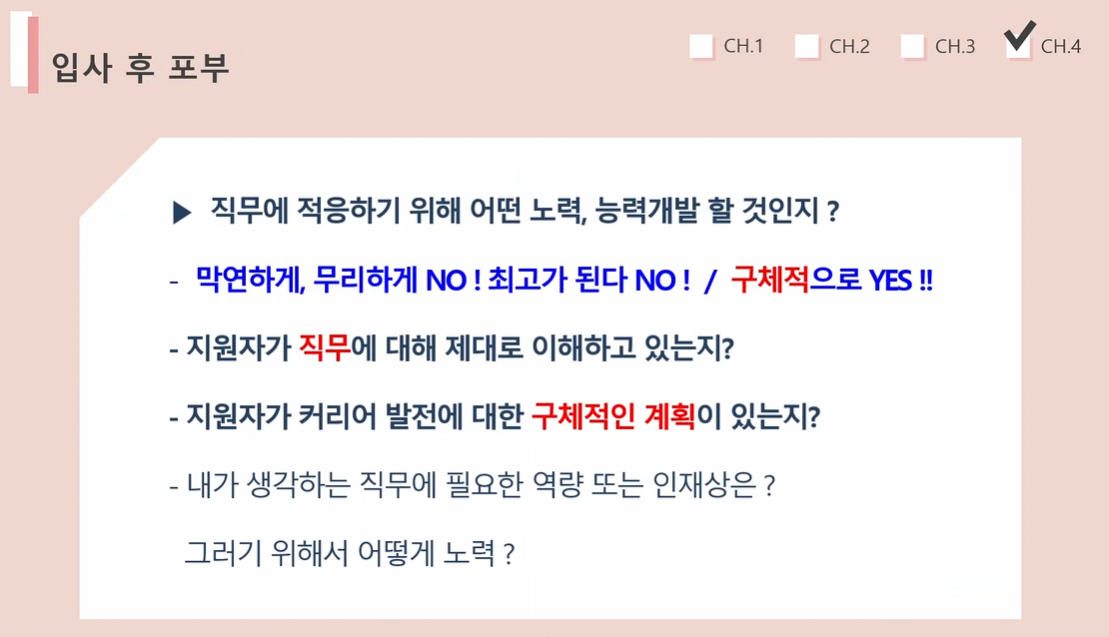 입사 후 포부
CH.1 CH.2 CH.3 CH.4
▶ 직무에 적응하기 위해 어떤 노력, 능력개발 할 것인지 ?
- 막연하게, 무리하게 NO ! 최고가 된다 NO ! / 구체적으로 YES !!
- 지원자가 직무에 대해 제대로 이해하고 있는지?
- 지원자가 커리어 발전에 대한 구체적인 계획이 있는지?
- 내가 생각하는 직무에 필요한 역량 또는 인재상은 ?
그러기 위해서 어떻게 노력 ?